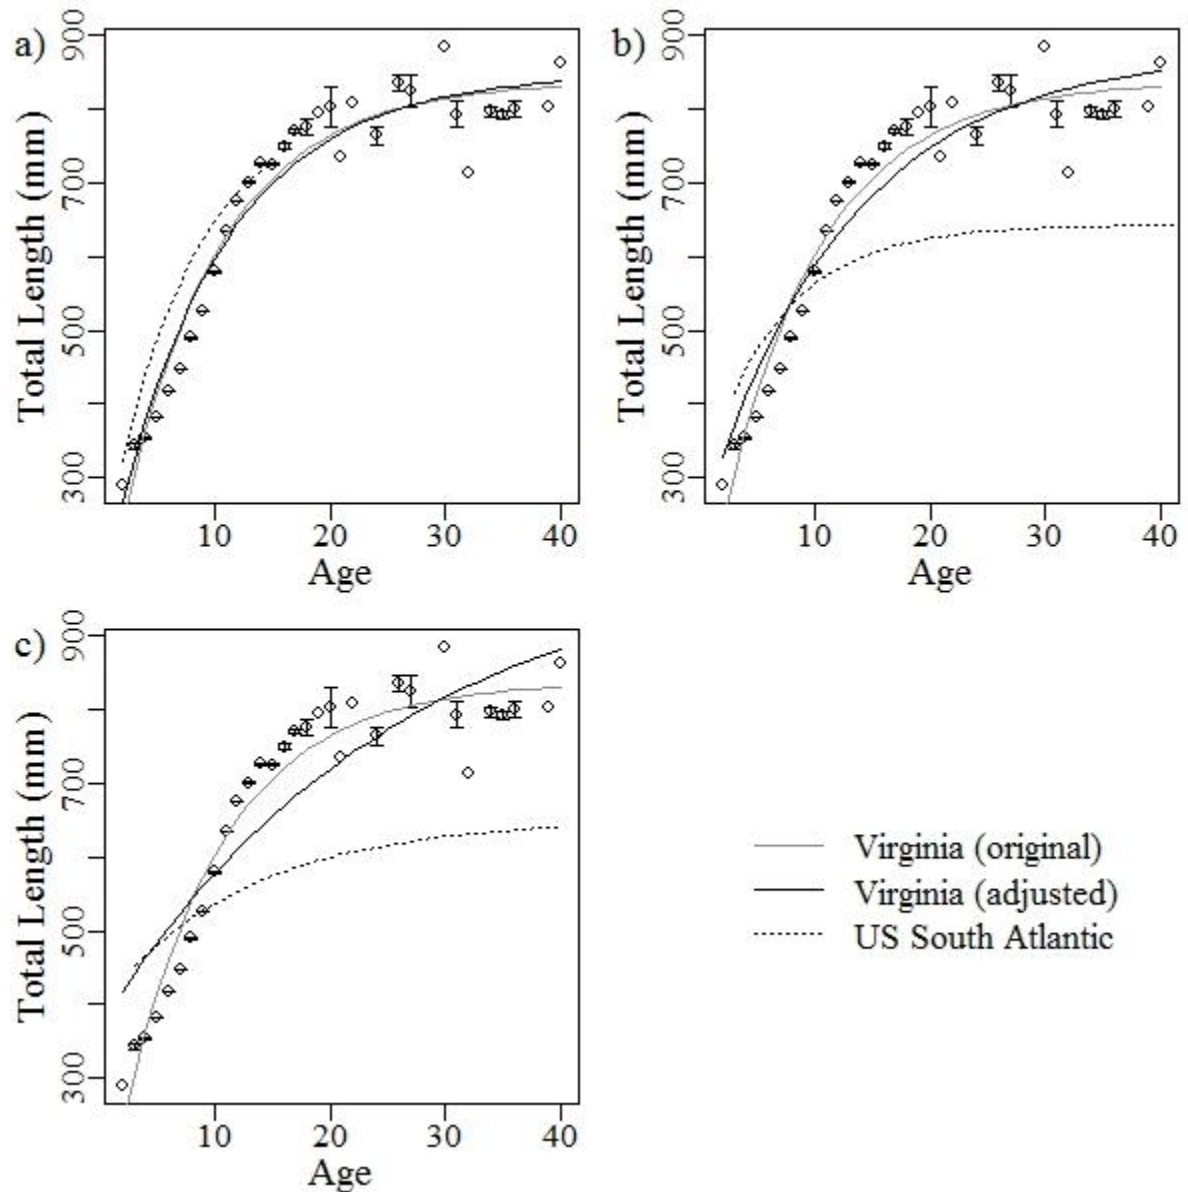 a)
Total Length (mm)
900
700
500
300
10 20 30 40
Age
b)
Total Length (mm)
900
700
500
300
10 20 30 40
Age
c)
Total Length (mm)
900
700
500
300
10 20 30 40
Age
Virginia (original)
Virginia (adjusted)
US South Atlantic